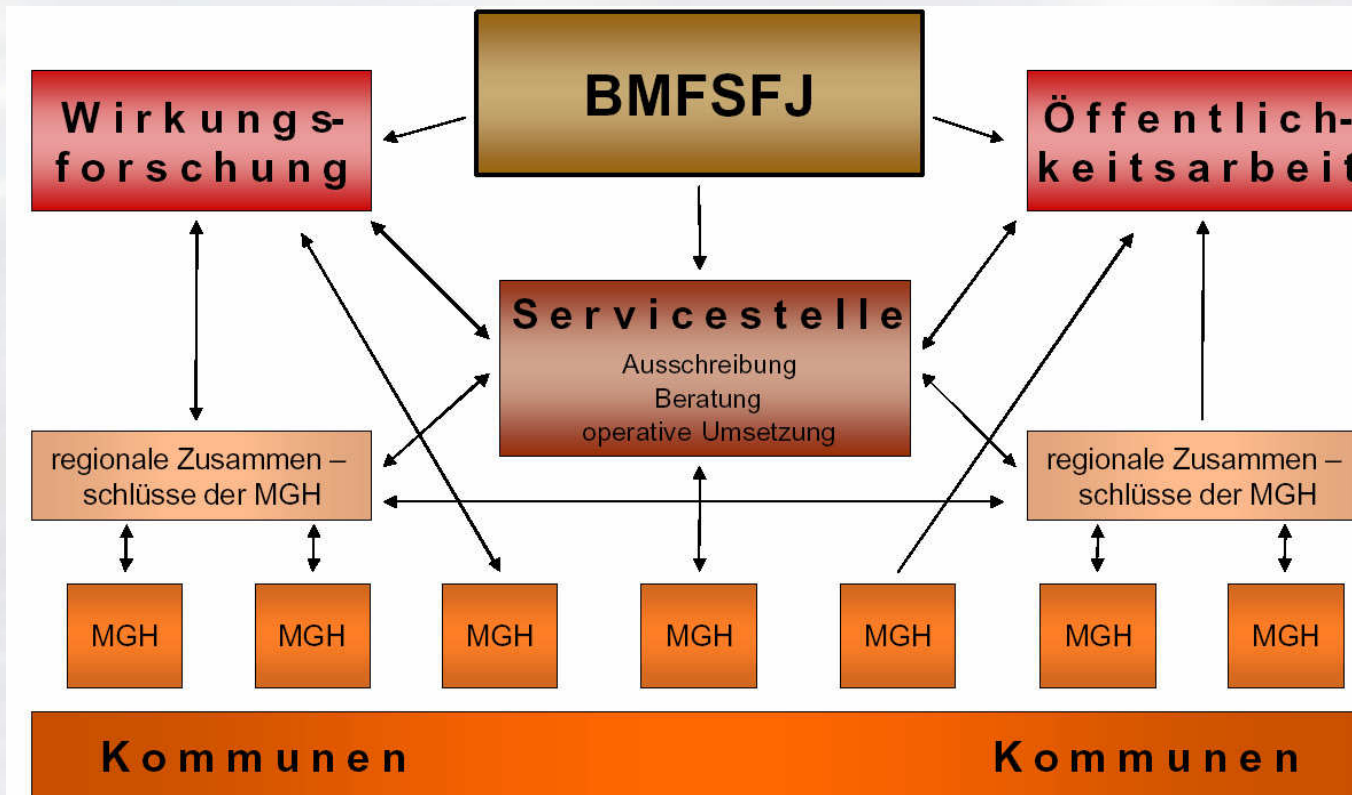 BMFSFJ
Wirkungs-
forschung
Öffentlich-
keitsarbeit
Servicestelle
Ausschreibung
Beratung
operative Umsetzung
regionale Zusammen –
schlüsse der MGH
regionale Zusammen –
schlüsse der MGH
MGH
MGH
MGH
MGH
MGH
MGH
MGH
Kommunen
Kommunen